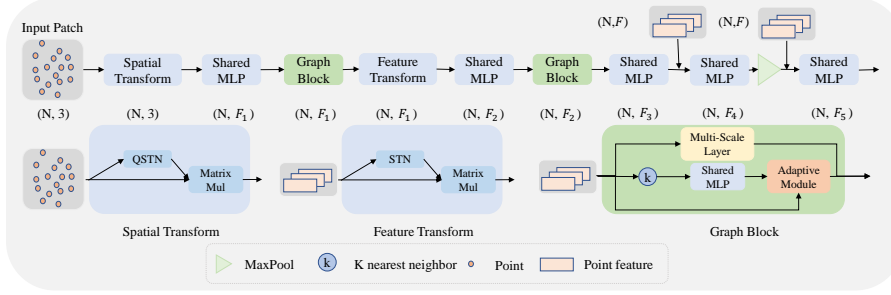 Input Patch
(N,F)
(N,F)
Spatial
Transform
Shared
MLP
Graph
Block
Feature
Transform
Shared
MLP
Graph
Block
Shared
MLP
Shared
MLP
Shared
MLP
(N, 3)
(N, 3)
(N, F₁)
(N, F₁)
(N, F₁)
(N, F₂)
(N, F₂)
(N, F₃)
(N, F₄)
(N, F₅)
QSTN
Matrix
Mul
STN
Matrix
Mul
Multi-Scale
Layer
k
Shared
MLP
Adaptive
Module
Spatial Transform
Feature Transform
Graph Block
MaxPool
k
K nearest neighbor
Point
Point feature